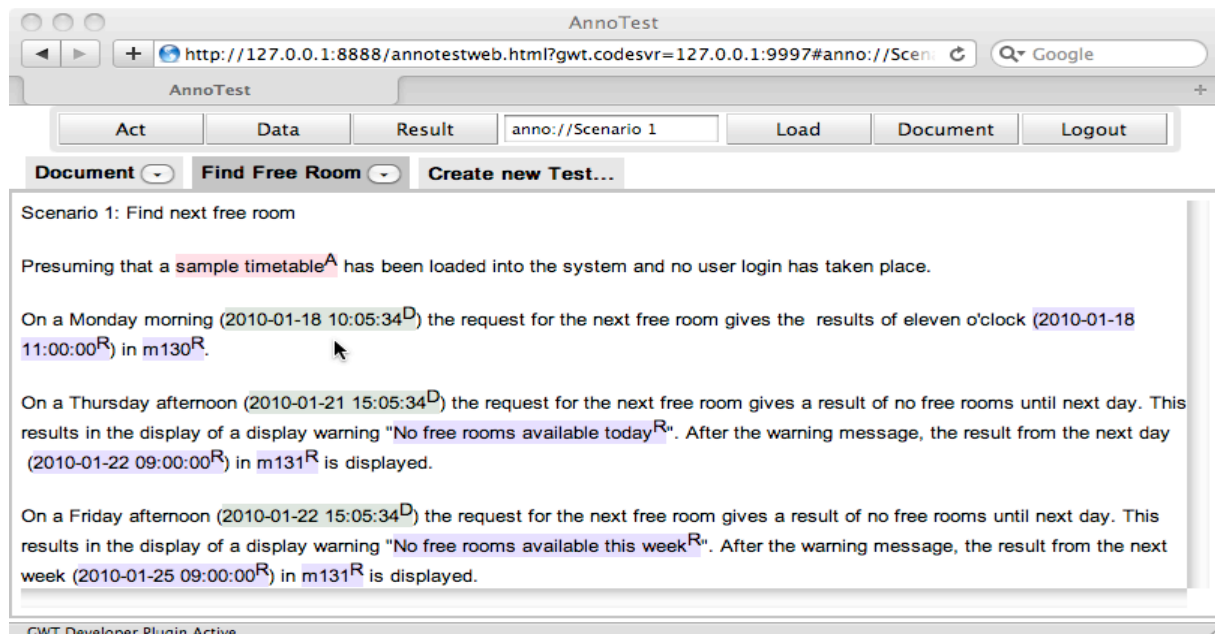 AnnoTest
http://127.0.0.1:8888/annotestweb.html?gwt.codesvr=127.0.0.1:9997#anno://Scen
Google
AnnoTest
Act Data Result anno://Scenario 1 Load Document Logout
Document Find Free Room Create new Test...
Scenario 1: Find next free room
Presuming that a sample timetableA has been loaded into the system and no user login has taken place.
On a Monday morning (2010-01-18 10:05:34D) the request for the next free room gives the  results of eleven o'clock (2010-01-18
11:00:00R) in m130R.
On a Thursday afternoon (2010-01-21 15:05:34D) the request for the next free room gives a result of no free rooms until next day. This
results in the display of a display warning "No free rooms available todayR". After the warning message, the result from the next day
(2010-01-22 09:00:00R) in m131R is displayed.
On a Friday afternoon (2010-01-22 15:05:34D) the request for the next free room gives a result of no free rooms until next day. This
results in the display of a display warning "No free rooms available this weekR". After the warning message, the result from the next
week (2010-01-25 09:00:00R) in m131R is displayed.
GWT Developer Plugin Active